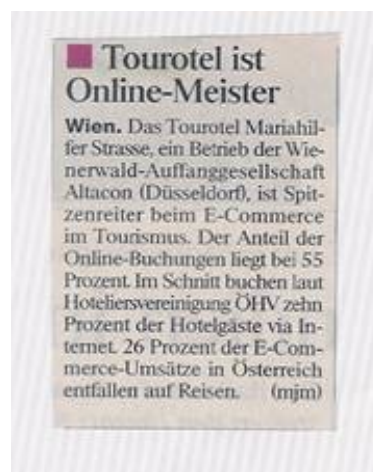 Tourotel ist
Online-Meister
Wien. Das Tourotel Mariahil-
fer Strasse, ein Betrieb der Wie-
nerwald-Auffanggesellschaft
Altacon (Düsseldorf), ist Spit-
zenreiter beim E-Commerce
im Tourismus. Der Anteil der
Online-Buchungen liegt bei 55
Prozent. Im Schnitt buchen laut
Hoteliersvereinigung ÖHV zehn
Prozent der Hotelgäste via In-
ternet. 26 Prozent der E-Com-
merce-Umsätze in Österreich
entfallen auf Reisen. (mjm)